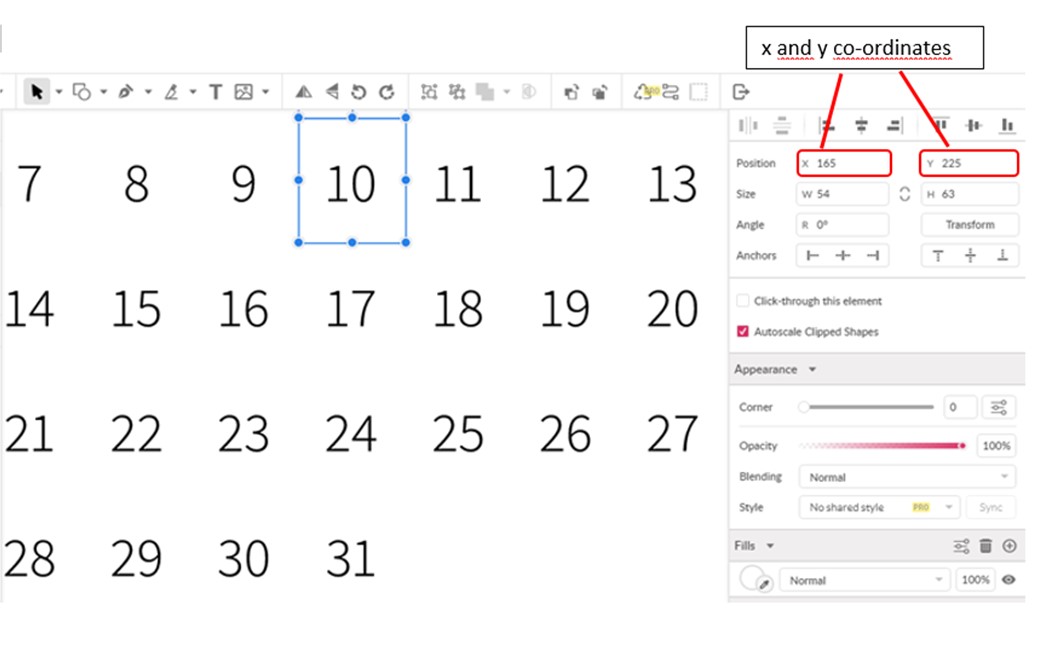 x and y co-ordinates
T
PRO
7 8 9 10 11 12 13
14 15 16 17 18 19 20
21 22 23 24 25 26 27
28 29 30 31
Position X 165 Y 225
Size W 54 H 63
Angle R 0° Transform
Anchors
Click-through this element
Autoscale Clipped Shapes
Appearance
Corner 0
Opacity 100%
Blending Normal
Style No shared style PRO Sync
Fills
Normal 100%